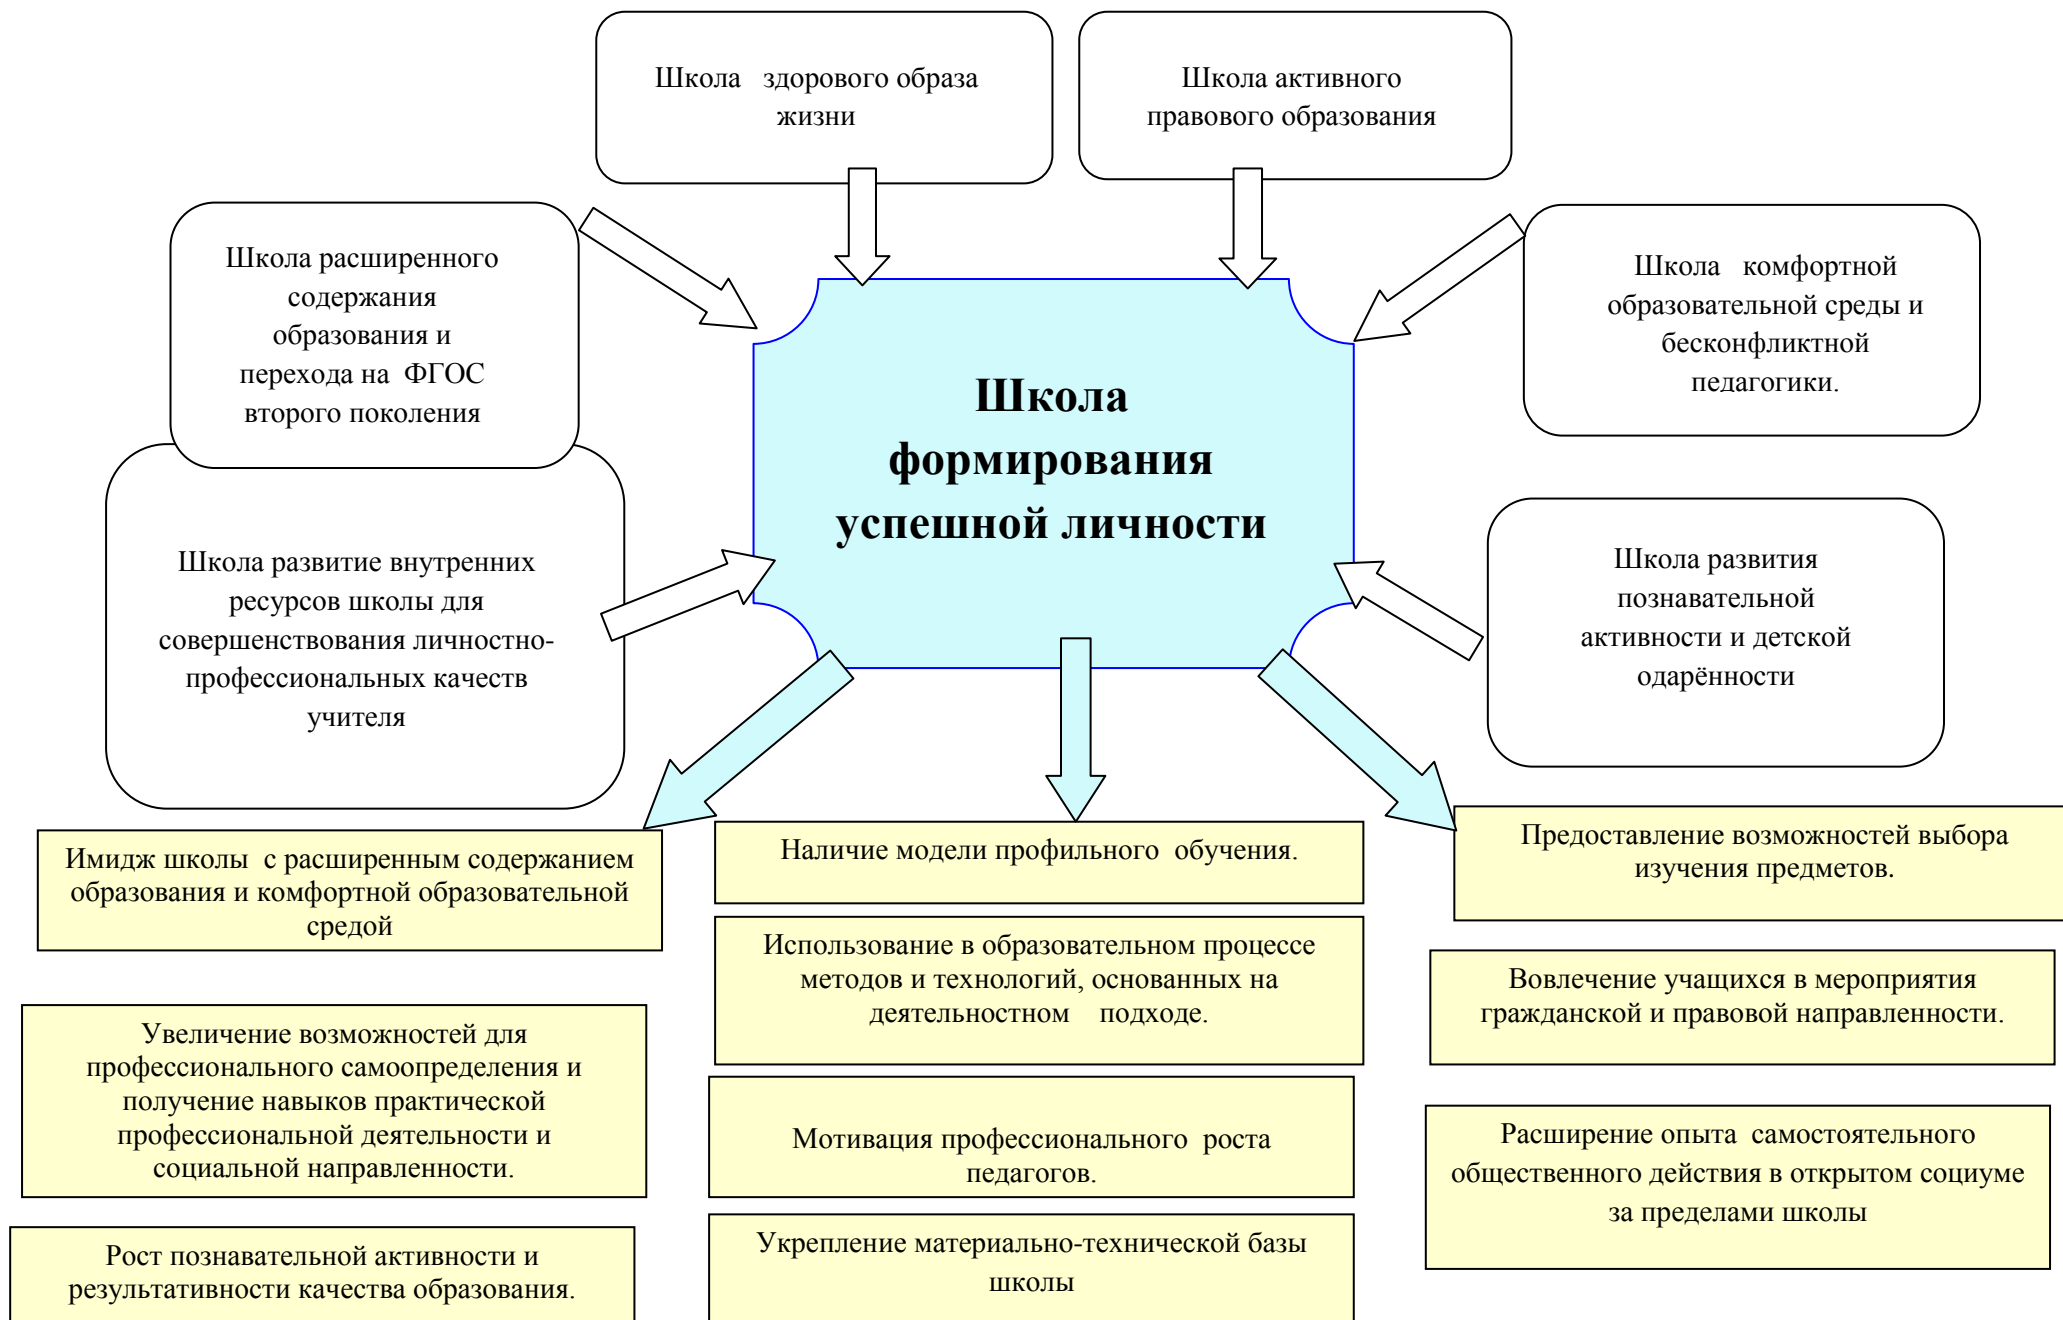 Школа здорового образа
жизни
Школа активного
правового образования
Школа расширенного
содержания
образования и
перехода на ФГОС
второго поколения
Школа комфортной
образовательной среды и
бесконфликтной
педагогики.
Школа
формирования
успешной личности
Школа развитие внутренних
ресурсов школы для
совершенствования личностно-
профессиональных качеств
учителя
Школа развития
познавательной
активности и детской
одарённости
Имидж школы с расширенным содержанием
образования и комфортной образовательной
средой
Увеличение возможностей для
профессионального самоопределения и
получение навыков практической
профессиональной деятельности и
социальной направленности.
Рост познавательной активности и
результативности качества образования.
Наличие модели профильного обучения.
Использование в образовательном процессе
методов и технологий, основанных на
деятельностном подходе.
Мотивация профессионального роста
педагогов.
Укрепление материально-технической базы
школы
Предоставление возможностей выбора
изучения предметов.
Вовлечение учащихся в мероприятия
гражданской и правовой направленности.
Расширение опыта самостоятельного
общественного действия в открытом социуме
за пределами школы